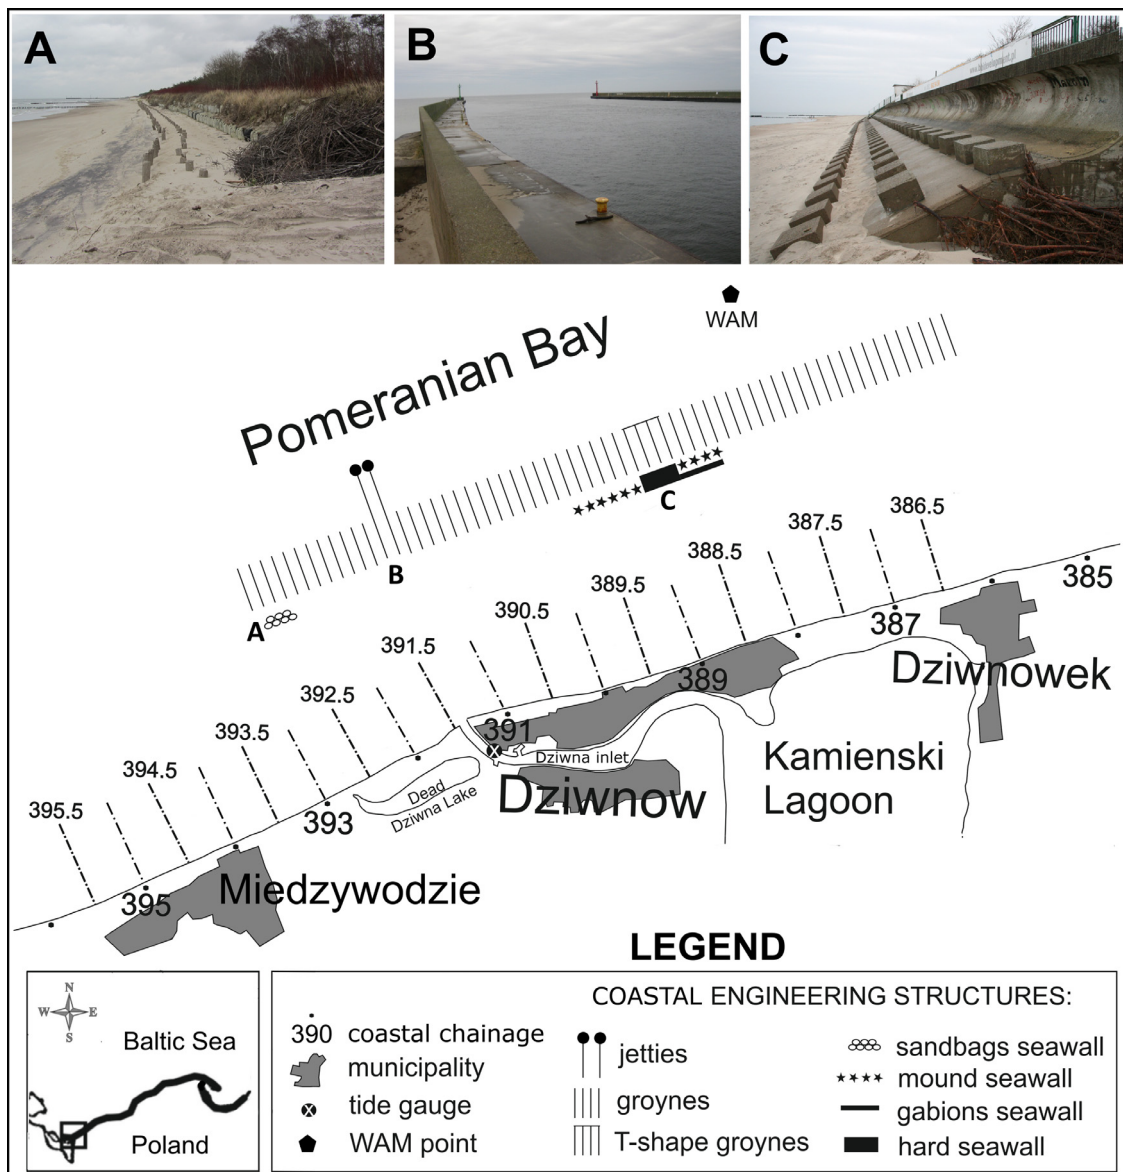 A
B
C
WAM
Pomeranian Bay
C
B
A
386.5
387.5
388.5
389.5
390.5
391.5
392.5
393.5
394.5
395.5
385
387
389
391
393
395
Dziwnowek
Dziwna inlet
Dziwnow
Kamienski
Lagoon
Dead
Dziwna Lake
Miedzywodzie
LEGEND
N
W E
S
Baltic Sea
Poland
COASTAL ENGINEERING STRUCTURES:
390 coastal chainage
municipality
tide gauge
WAM point
jetties
groynes
T-shape groynes
sandbags seawall
mound seawall
gabions seawall
hard seawall